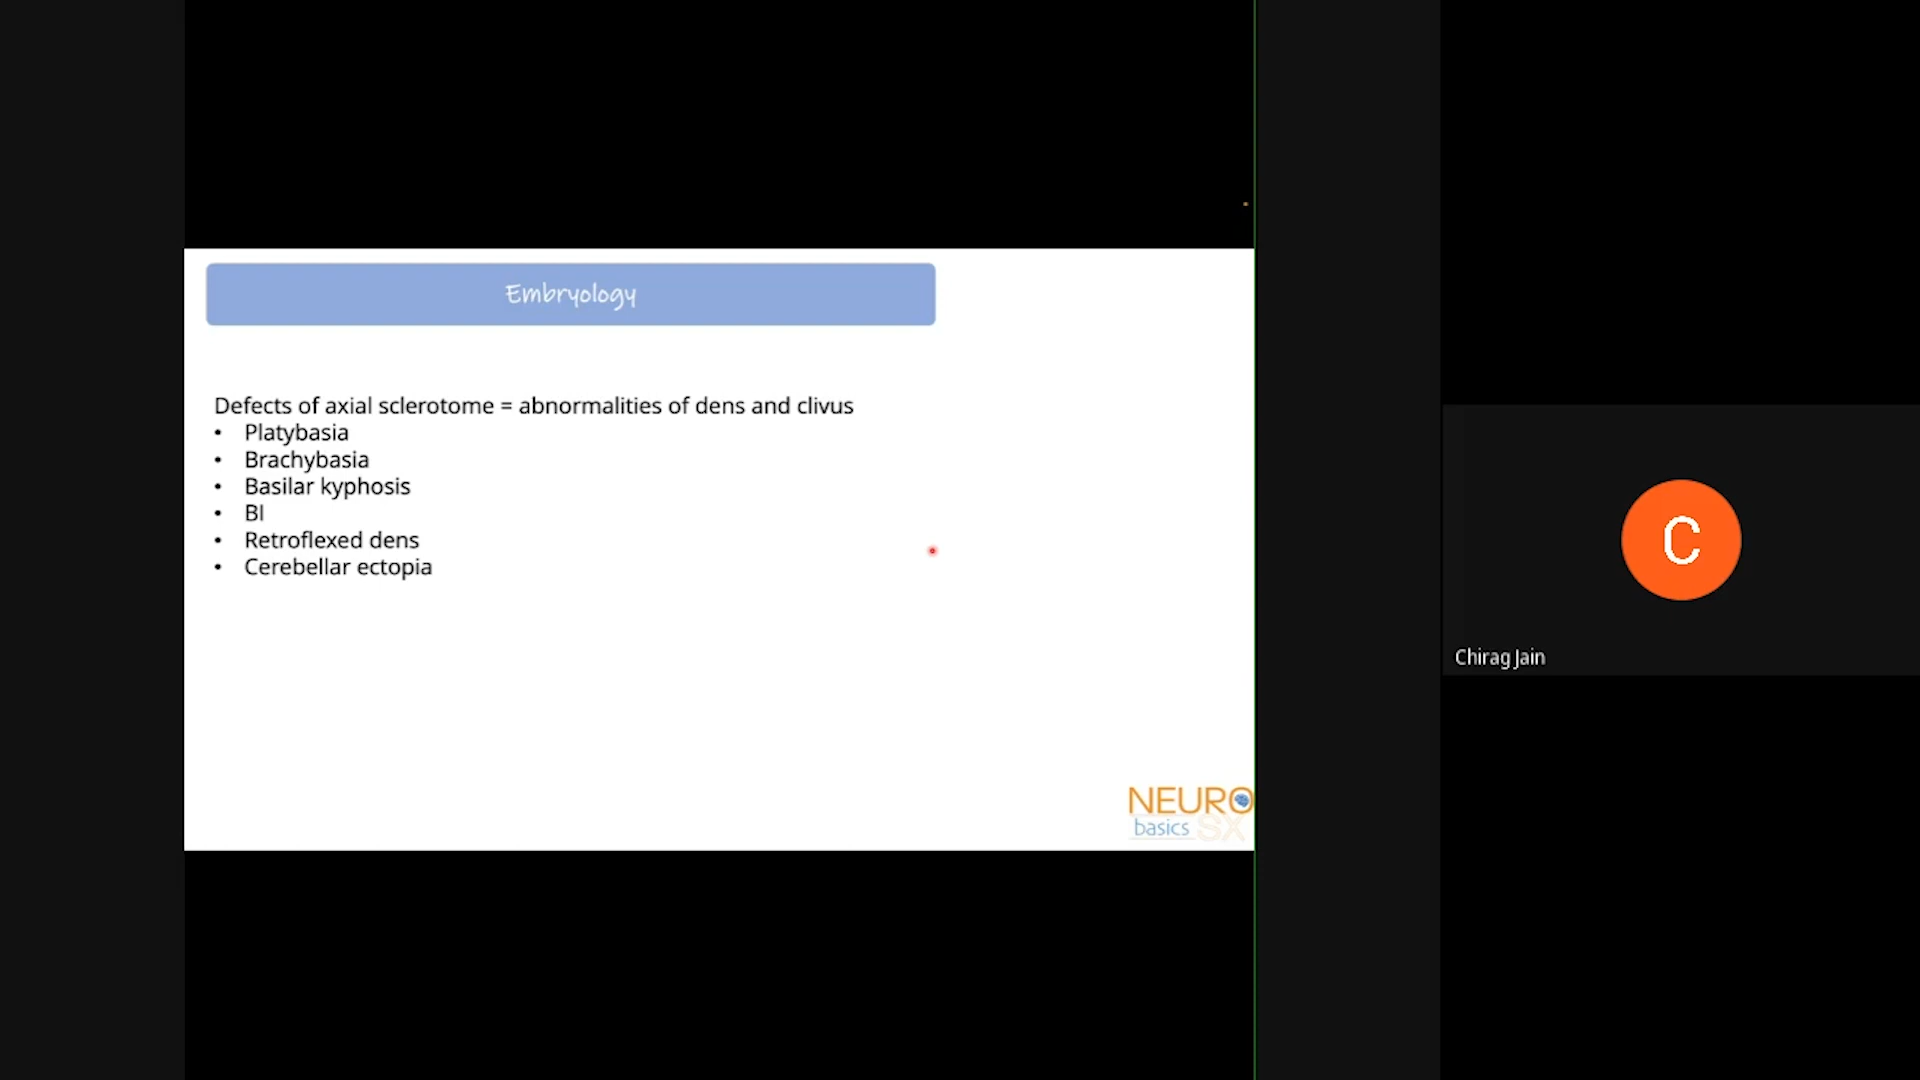 Embryology
Defects of axial sclerotome = abnormalities of dens and clivus
• Platybasia
• Brachybasia
• Basilar kyphosis
• BI
• Retroflexed dens
• Cerebellar ectopia
NEURO
basics SX
C
Chirag Jain